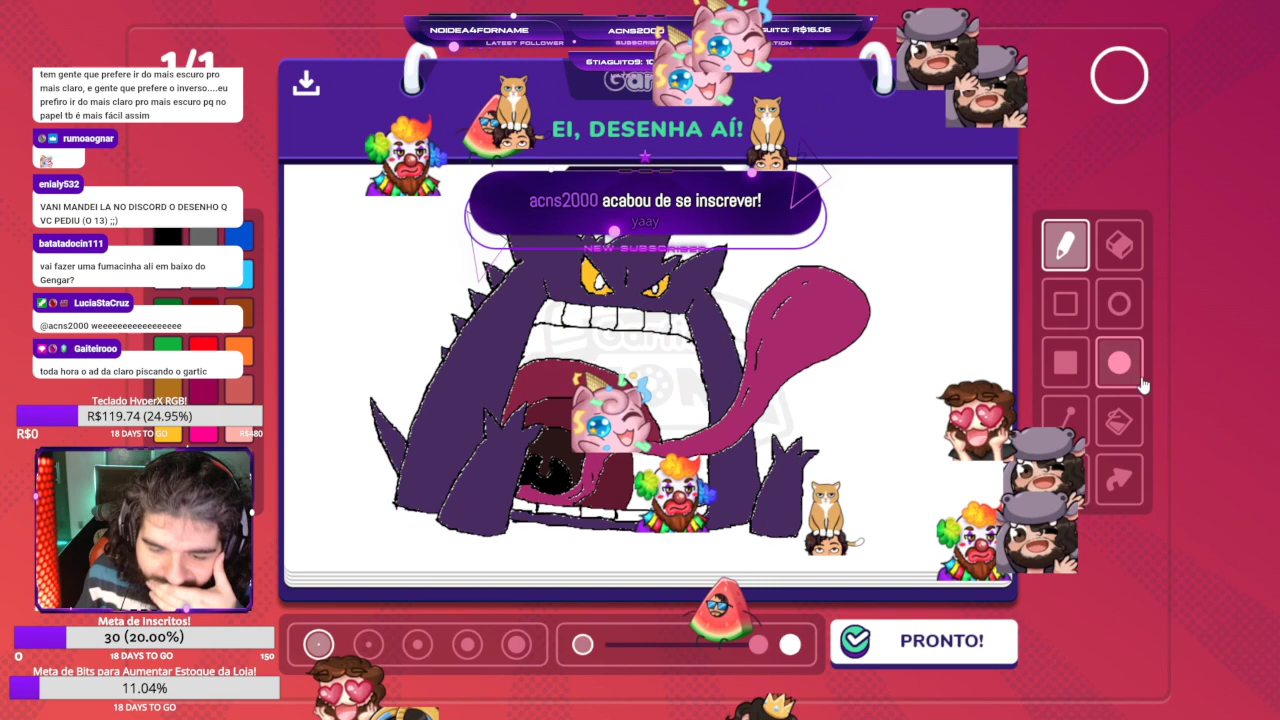 NOIDEA4FORNAME
LATEST FOLLOWER
ACNS2000
R$16.06
6TIAGUITO9: 10
1/1
EI, DESENHA AÍ!
acns2000 acabou de se inscrever!
yaay
NEW SUBSCRIBER
tem gente que prefere ir do mais escuro pro
mais claro, e gente que prefere o inverso....eu
prefiro ir do mais claro pro mais escuro pq no
papel tb é mais fácil assim
rumoaognar
enialy532
VANI MANDEI LA NO DISCORD O DESENHO Q
VC PEDIU (O 13) ;;)
batatadocin111
vai fazer uma fumacinha ali em baixo do
Gengar?
LuciaStaCruz
@acns2000 weeeeeeeeeeeeeeee
Gaiteirooo
toda hora o ad da claro piscando o gartic
Teclado HyperX RGB!
R$119.74 (24.95%)
R$0
18 DAYS TO GO
R$480
Meta de Inscritos!
30 (20.00%)
0
18 DAYS TO GO
150
Meta de Bits para Aumentar Estoque da Loja!
11.04%
18 DAYS TO GO
PRONTO!